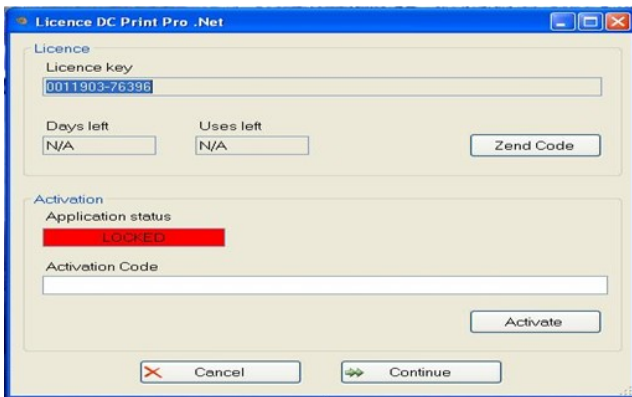 Licence DC Print Pro .Net
Licence
Licence key
0011903-76396
Days left Uses left
N/A N/A Zend Code
Activation
Application status
LOCKED
Activation Code
Activate
Cancel Continue